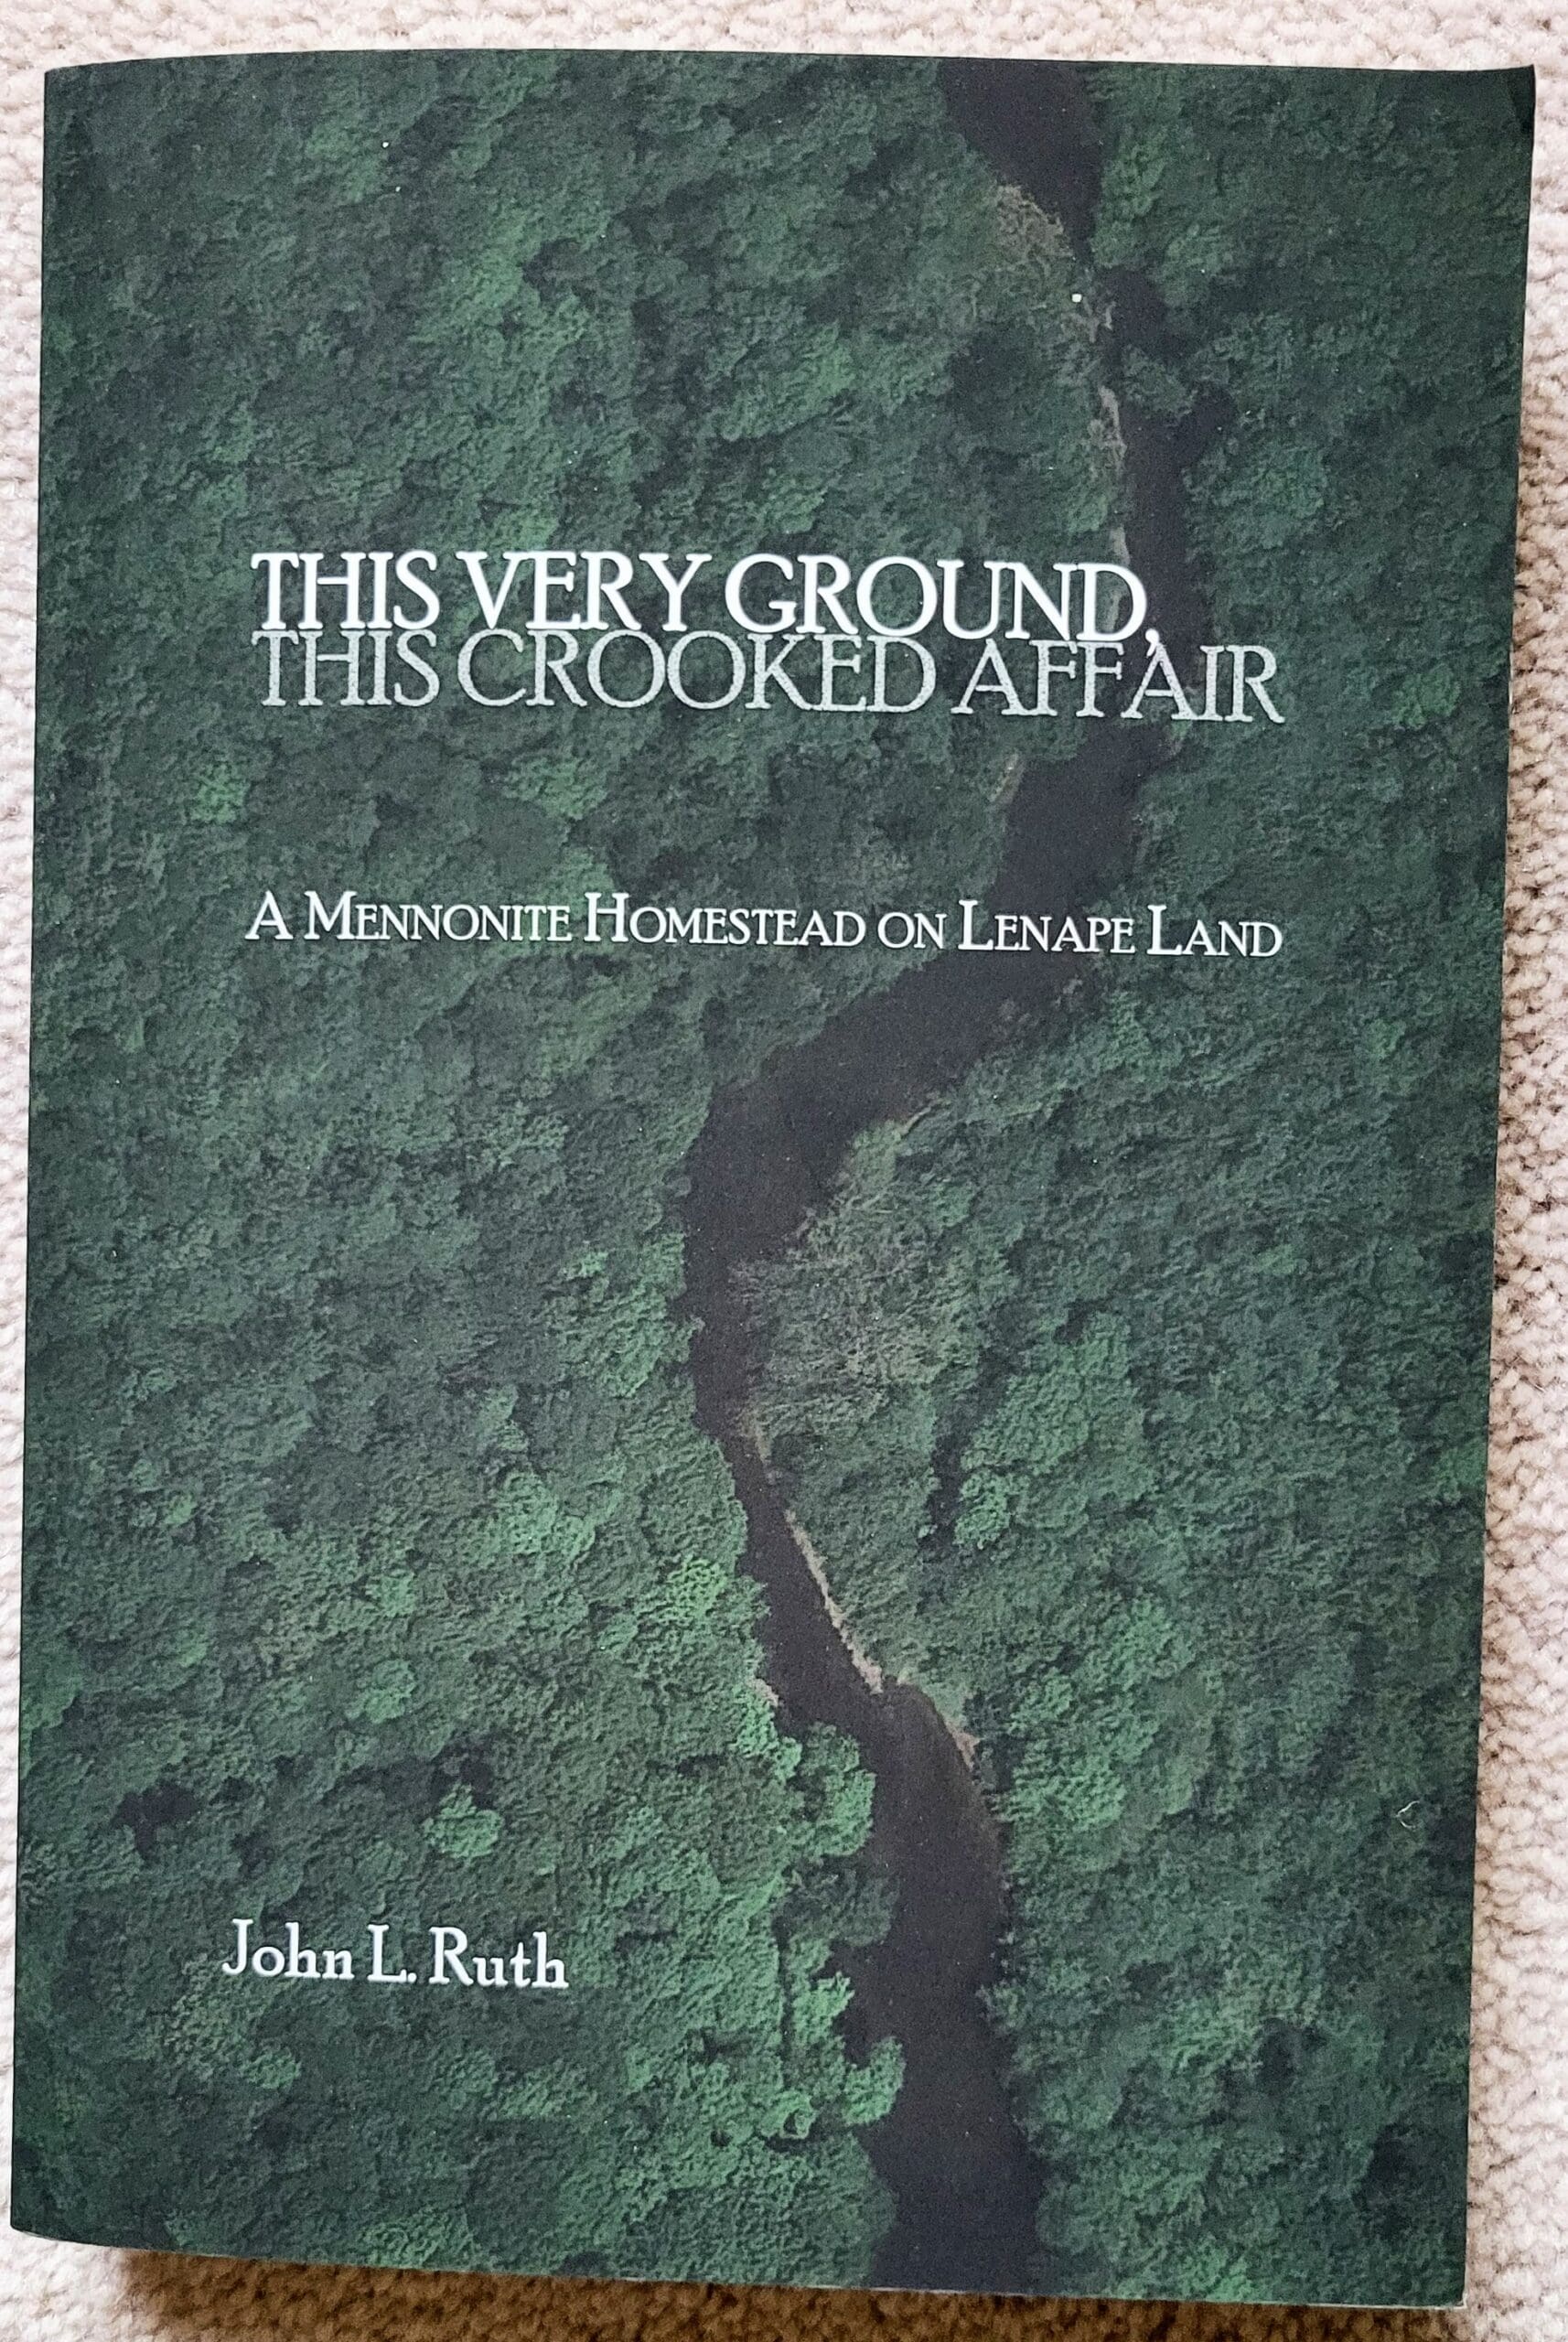 THIS VERY GROUND,
THIS CROOKED AFFAIR
A MENNONITE HOMESTEAD ON LENAPE LAND
John L. Ruth